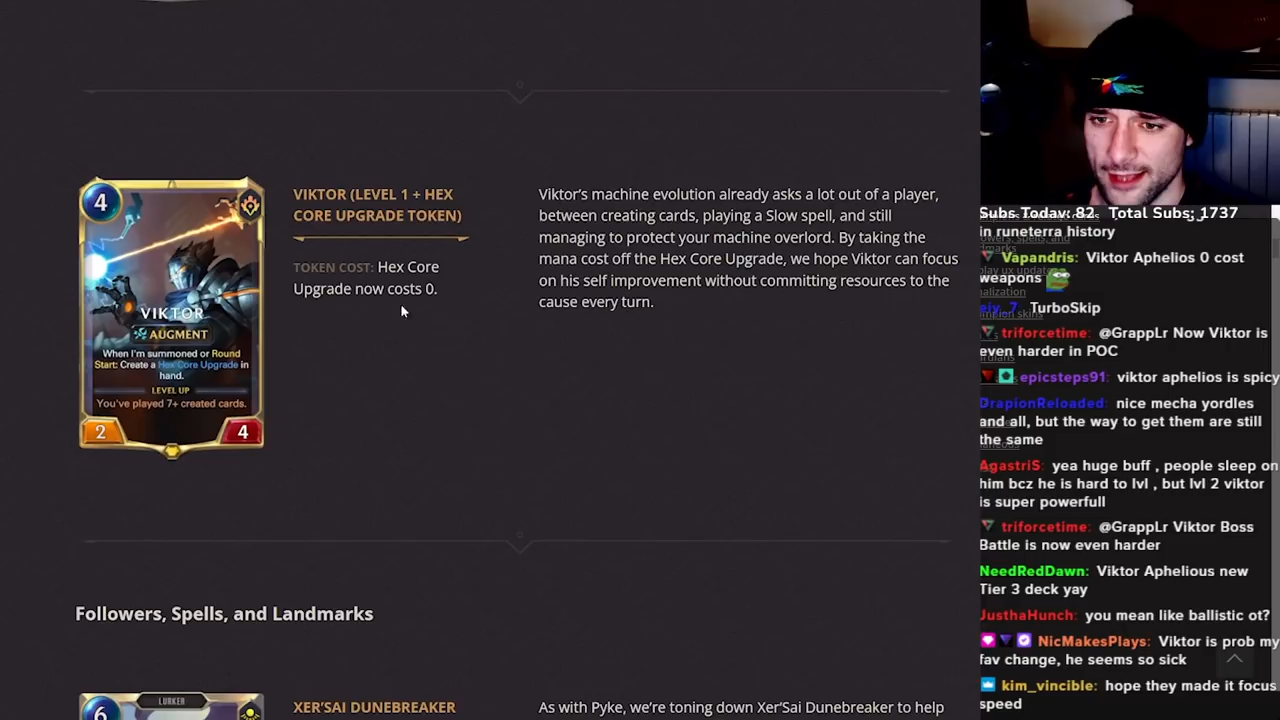 4
VIKTOR
AUGMENT
When I'm summoned or Round
Start: Create a Hex Core Upgrade in
hand.
LEVEL UP
You've played 7+ created cards.
2
4
VIKTOR (LEVEL 1 + HEX
CORE UPGRADE TOKEN)
TOKEN COST: Hex Core
Upgrade now costs 0.
Viktor's machine evolution already asks a lot out of a player,
between creating cards, playing a Slow spell, and still
managing to protect your machine overlord. By taking the
mana cost off the Hex Core Upgrade, we hope Viktor can focus
on his self improvement without committing resources to the
cause every turn.
Followers, Spells, and Landmarks
LURKER
6
XER'SAI DUNEBREAKER
As with Pyke, we're toning down Xer'Sai Dunebreaker to help
Subs Today: 82 Total Subs: 1737
in runeterra history
Vapandris: Viktor Aphelios 0 cost
weapons
TurboSkip
triforcetime: @GrappLr Now Viktor is
even harder in POC
epicsteps91: viktor aphelios is spicy
DrapionReloaded: nice mecha yordles
and all, but the way to get them are still
the same
AgastriS: yea huge buff , people sleep on
him bcz he is hard to lvl , but lvl 2 viktor
is super powerfull
triforcetime: @GrappLr Viktor Boss
Battle is now even harder
NeedRedDawn: Viktor Aphelious new
Tier 3 deck yay
JusthaHunch: you mean like ballistic ot?
NicMakesPlays: Viktor is prob my
fav change, he seems so sick
kim_vincible: hope they made it focus
speed